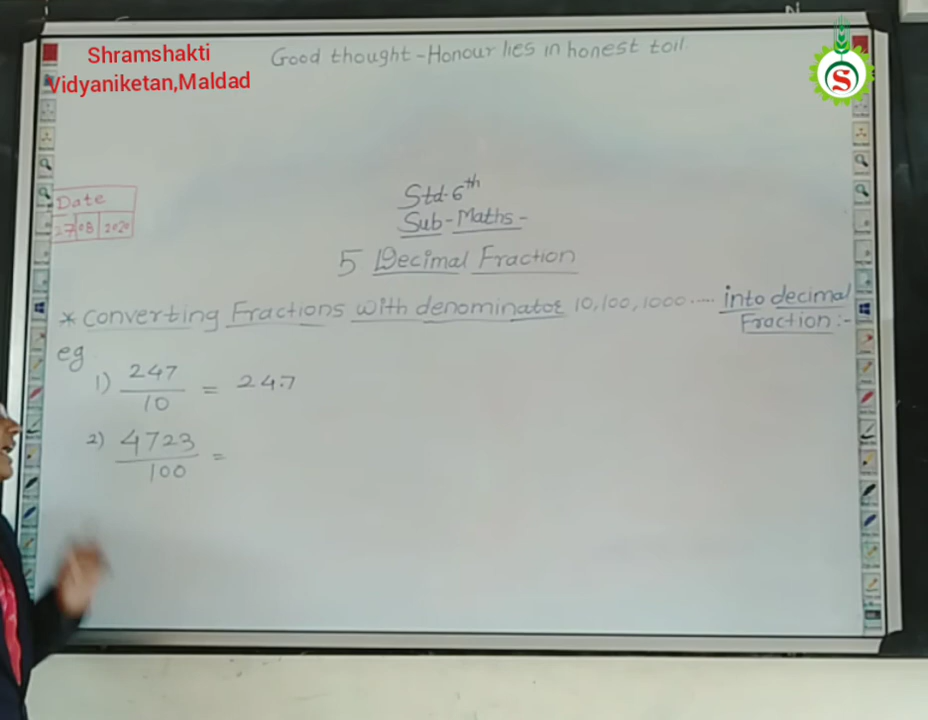 Shramshakti
Vidyaniketan,Maldad
Good thought - Honour lies in honest toil
S
Date
27 08 2020
Std. 6th
Sub - Maths -
5 Decimal Fraction
* Converting Fractions with denominator 10, 100, 1000 .... into decimal
Fraction :-
eg
1) 247/10 = 24.7
2) 4723/100 =